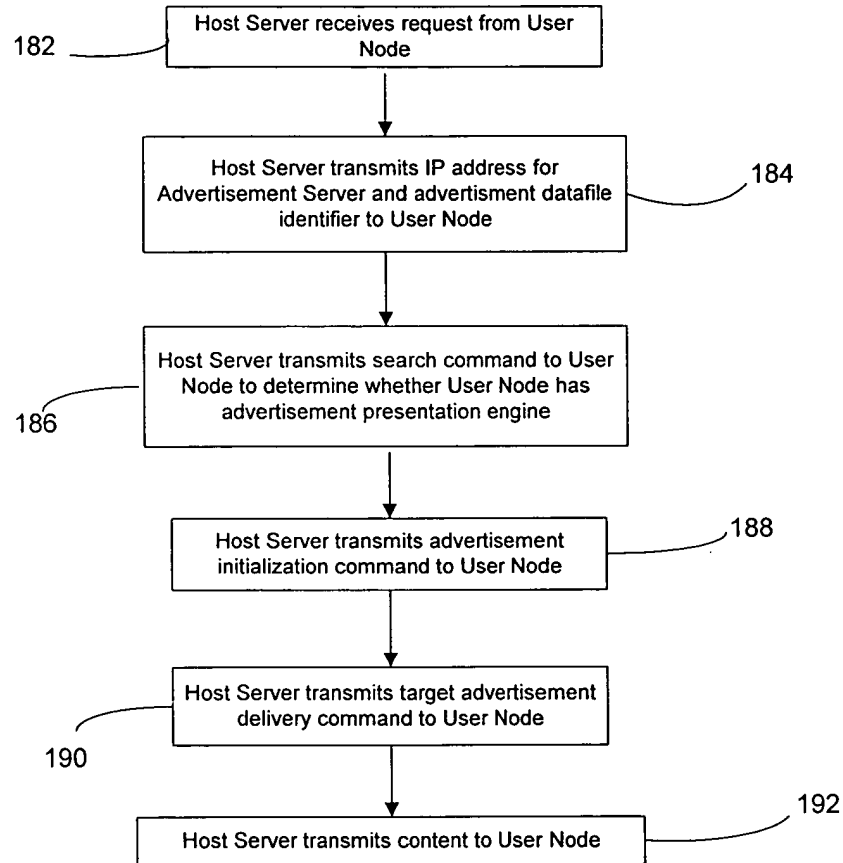 Host Server receives request from User
Node
182
Host Server transmits IP address for
Advertisement Server and advertisment datafile
identifier to User Node
184
Host Server transmits search command to User
Node to determine whether User Node has
advertisement presentation engine
186
Host Server transmits advertisement
initialization command to User Node
188
Host Server transmits target advertisement
delivery command to User Node
190
Host Server transmits content to User Node
192